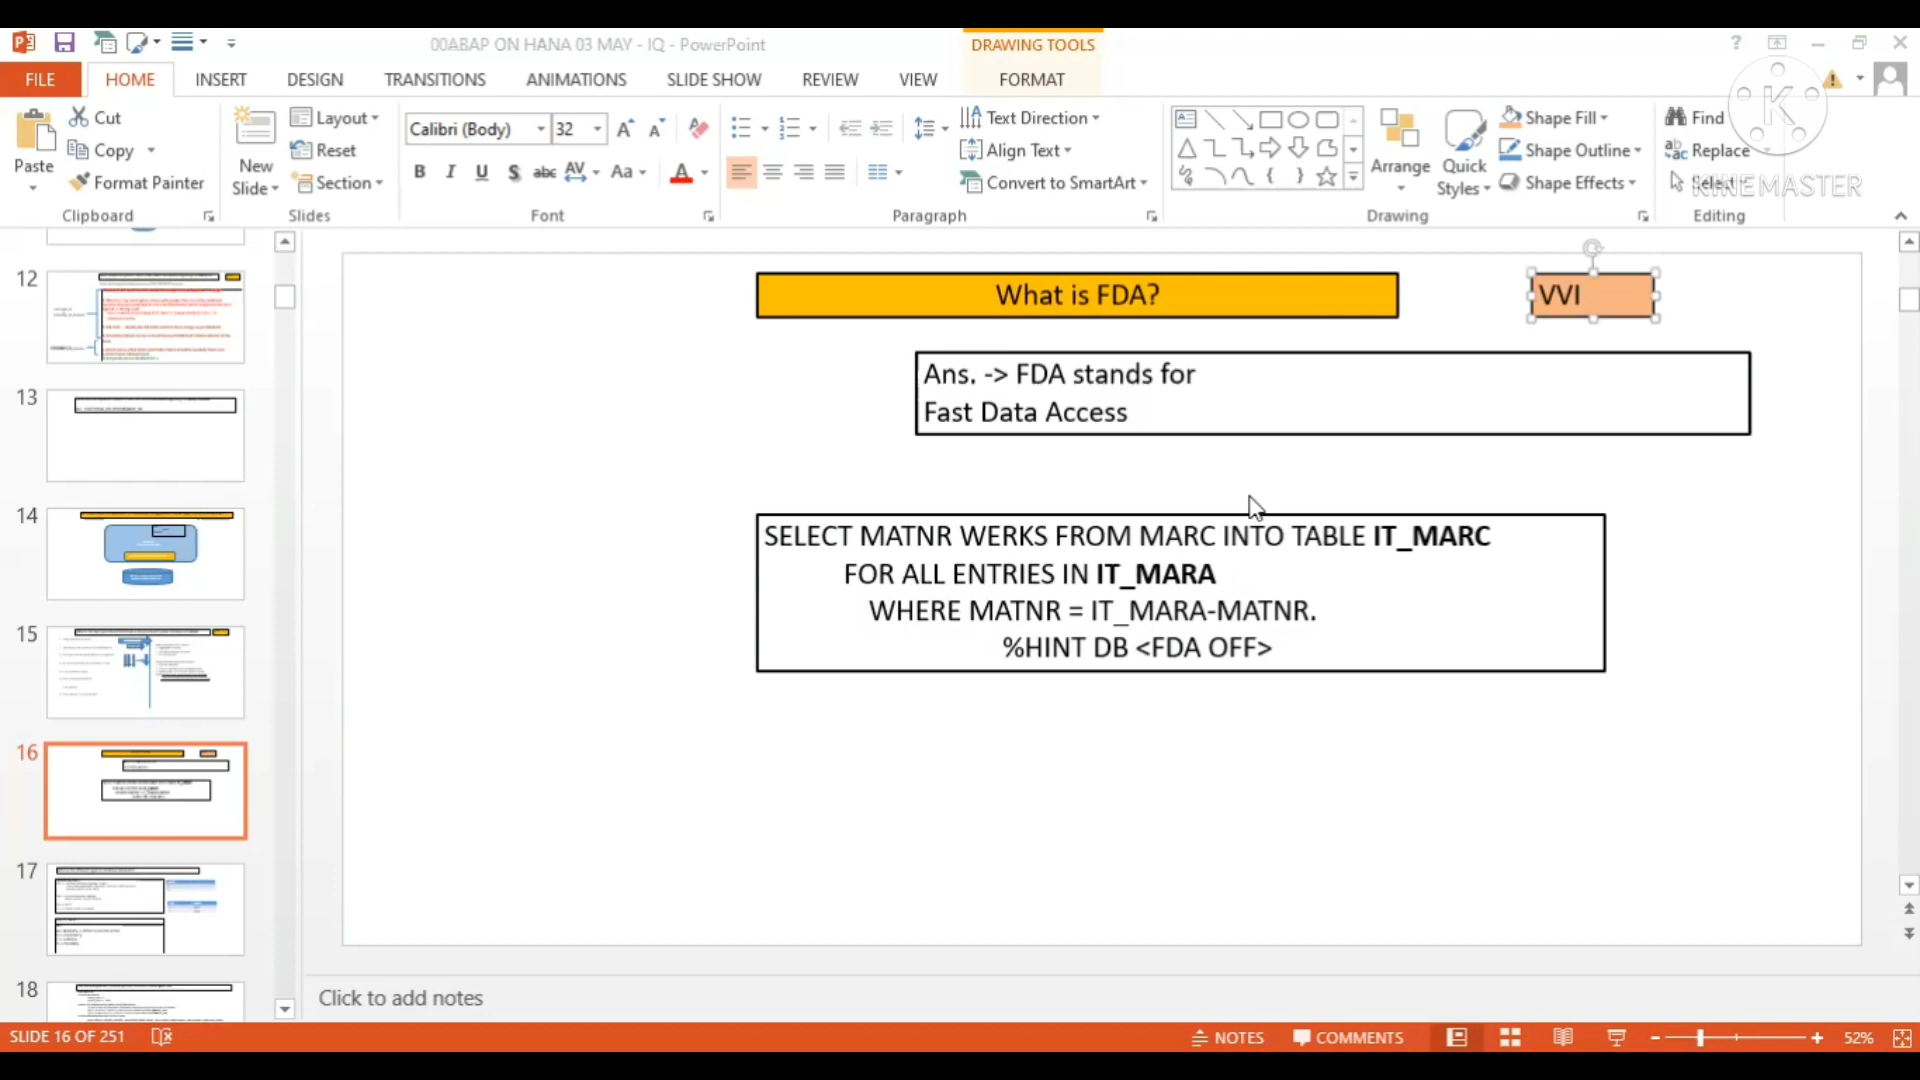 00ABAP ON HANA 03 MAY - IQ - PowerPoint
DRAWING TOOLS
FILE HOME INSERT DESIGN TRANSITIONS ANIMATIONS SLIDE SHOW REVIEW VIEW FORMAT
Paste
Cut
Copy
Format Painter
Clipboard
New
Slide
Layout
Reset
Section
Slides
Calibri (Body) 32
Font
Paragraph
Text Direction
Align Text
Convert to SmartArt
Arrange
Quick
Styles
Drawing
Shape Fill
Shape Outline
Shape Effects
Find
Replace
Select
Editing
KINEMASTER
12
13
14
15
16
17
18
What is FDA?
VVI
Ans. -> FDA stands for
Fast Data Access
SELECT MATNR WERKS FROM MARC INTO TABLE IT_MARC
FOR ALL ENTRIES IN IT_MARA
WHERE MATNR = IT_MARA-MATNR.
%HINT DB <FDA OFF>
Click to add notes
SLIDE 16 OF 251
NOTES
COMMENTS
52%